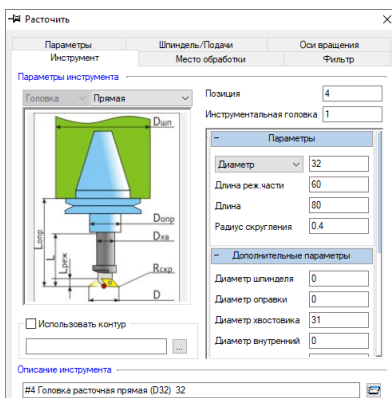 Расточить
Параметры Шпиндель/Подачи Оси вращения
Инструмент Место обработки Фильтр
Параметры инструмента
Головка Прямая
Позиция 4
Инструментальная головка 1
Dшп
Dопр
Dхв
Rскр
D
Lопр
L
Lреж
− Параметры
Диаметр 32
Длина реж.части 60
Длина 80
Радиус скругления 0.4
− Дополнительные параметры
Диаметр шпинделя 0
Диаметр оправки 0
Диаметр хвостовика 31
Диаметр внутренний 0
Использовать контур
...
Описание инструмента
#4 Головка расточная прямая (D32) 32